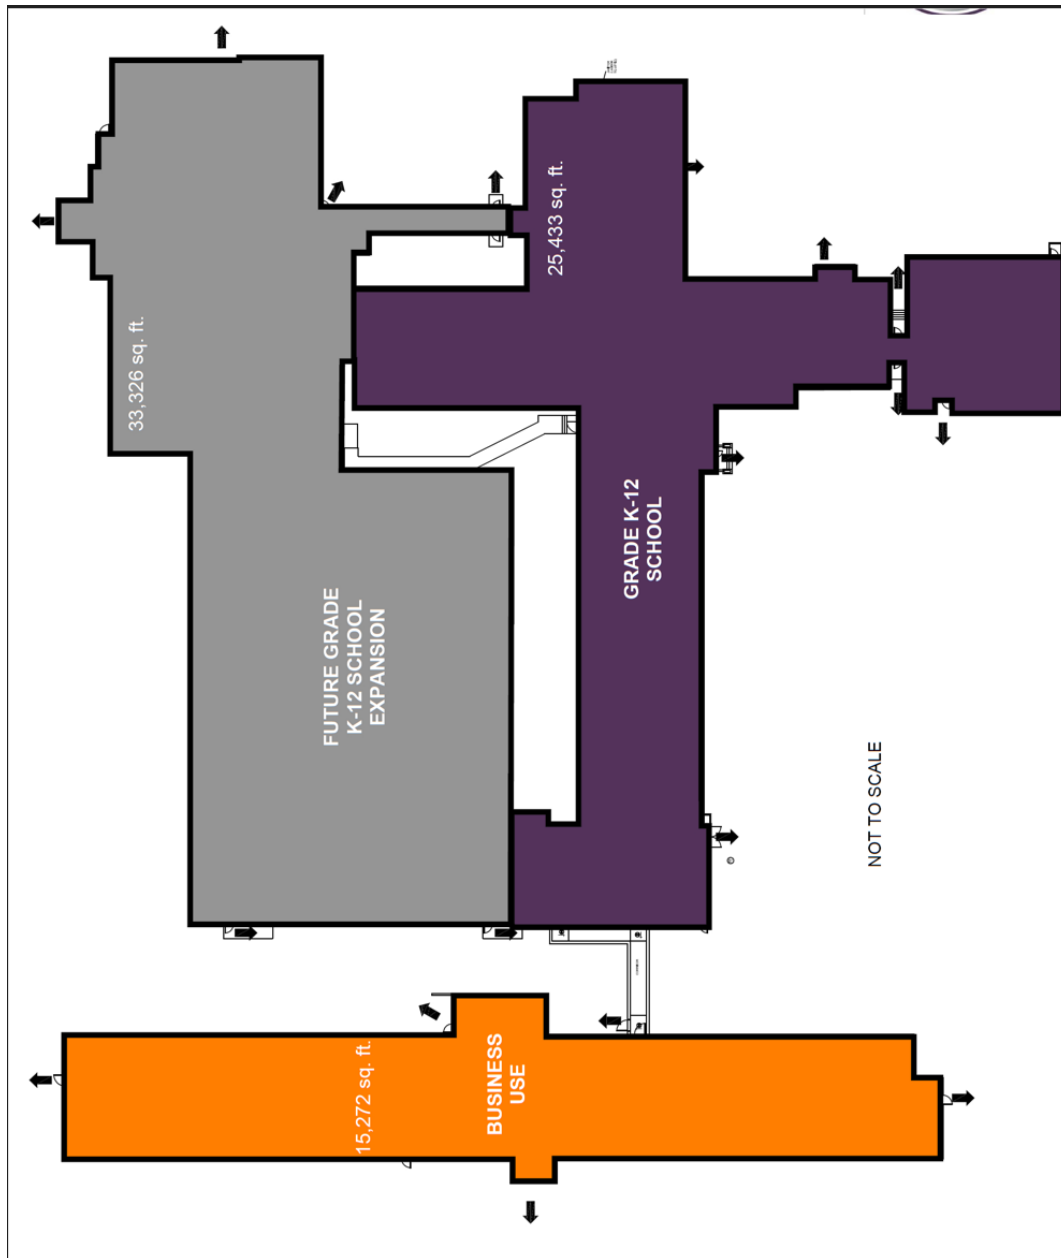 33,326 sq. ft.
25,433 sq. ft.
FUTURE GRADE
K-12 SCHOOL
EXPANSION
GRADE K-12
SCHOOL
NOT TO SCALE
15,272 sq. ft.
BUSINESS
USE